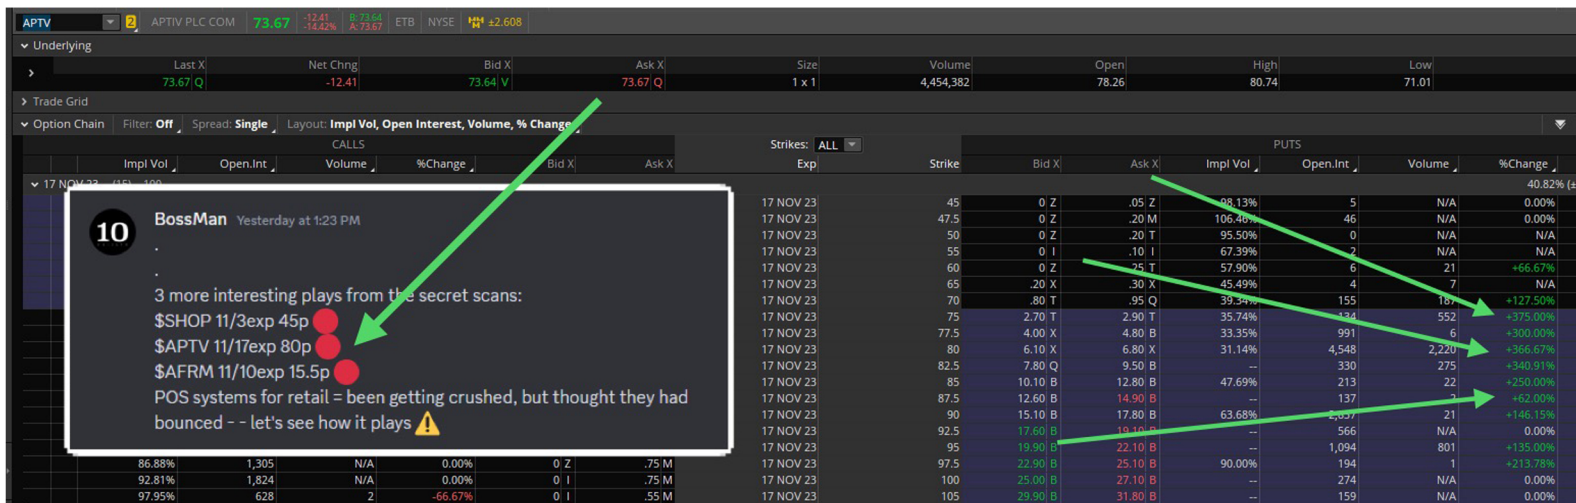 APTV 2 APTIV PLC COM 73.67 -12.41 -14.42% B: 73.64 A: 73.67 ETB NYSE ±2.608
Underlying
Last X Net Chng Bid X Ask X Size Volume Open High Low
73.67 Q -12.41 73.64 V 73.67 Q 1 x 1 4,454,382 78.26 80.74 71.01
Trade Grid
Option Chain Filter: Off Spread: Single Layout: Impl Vol, Open Interest, Volume, % Change
CALLS Strikes: ALL PUTS
Impl Vol Open.Int Volume %Change Bid X Ask X Exp Strike Bid X Ask X Impl Vol Open.Int Volume %Change
17 NOV 23 (15) 100 40.82% (±
17 NOV 23 45 0 Z .05 Z 98.13% 5 N/A 0.00%
17 NOV 23 47.5 0 Z .20 M 106.46% 46 N/A 0.00%
17 NOV 23 50 0 Z .20 T 95.50% 0 N/A N/A
17 NOV 23 55 0 I .10 I 67.39% 2 N/A N/A
17 NOV 23 60 0 Z .25 T 57.90% 6 21 +66.67%
17 NOV 23 65 .20 X .30 X 45.49% 4 7 N/A
17 NOV 23 70 .80 T .95 Q 39.34% 155 187 +127.50%
17 NOV 23 75 2.70 T 2.90 T 35.74% 134 552 +375.00%
17 NOV 23 77.5 4.00 X 4.80 B 33.35% 991 6 +300.00%
17 NOV 23 80 6.10 X 6.80 X 31.14% 4,548 2,220 +366.67%
17 NOV 23 82.5 7.80 Q 9.50 B -- 330 275 +340.91%
17 NOV 23 85 10.10 B 12.80 B 47.69% 213 22 +250.00%
17 NOV 23 87.5 12.60 B 14.90 B -- 137 +62.00%
17 NOV 23 90 15.10 B 17.80 B 63.68% 21 +146.15%
17 NOV 23 92.5 17.60 B 19.10 B -- 566 N/A 0.00%
17 NOV 23 95 19.90 B 22.10 B -- 1,094 801 +135.00%
17 NOV 23 97.5 22.90 B 25.10 B 90.00% 194 1 +213.78%
86.88% 1,305 N/A 0.00% 0 Z .75 M
92.81% 1,824 N/A 0.00% 0 I .75 M 17 NOV 23 100 25.00 B 27.10 B -- 274 N/A 0.00%
97.95% 628 2 -66.67% 0 I .55 M 17 NOV 23 105 29.90 B 31.80 B -- 159 N/A 0.00%
10 BossMan Yesterday at 1:23 PM
.
.
3 more interesting plays from the secret scans:
$SHOP 11/3exp 45p
$APTV 11/17exp 80p
$AFRM 11/10exp 15.5p
POS systems for retail = been getting crushed, but thought they had
bounced - - let's see how it plays